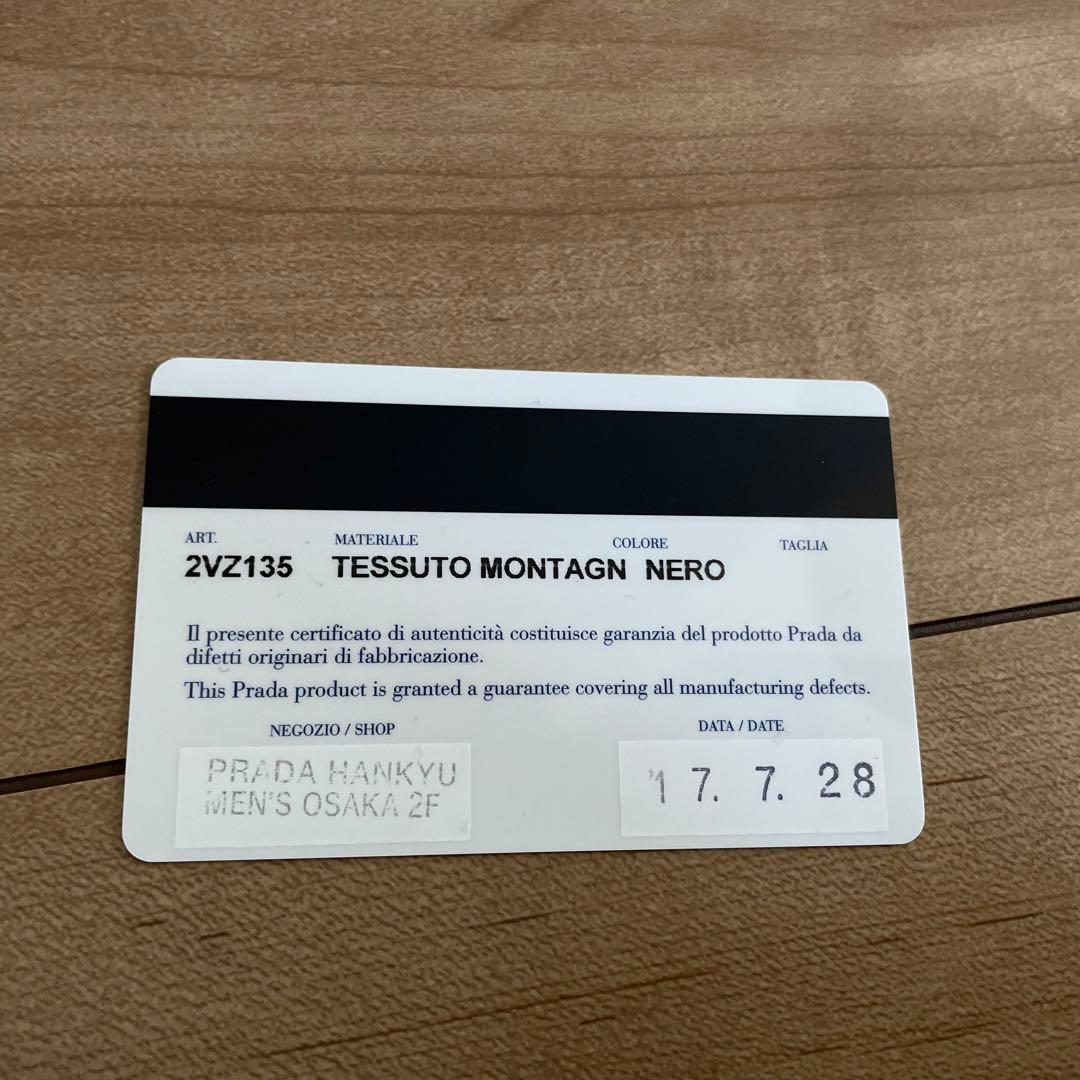 ART. MATERIALE COLORE TAGLIA
2VZ135 TESSUTO MONTAGN NERO
Il presente certificato di autenticità costituisce garanzia del prodotto Prada da
difetti originari di fabbricazione.
This Prada product is granted a guarantee covering all manufacturing defects.
NEGOZIO / SHOP DATA / DATE
PRADA HANKYU
MEN'S OSAKA 2F
'17. 7. 28